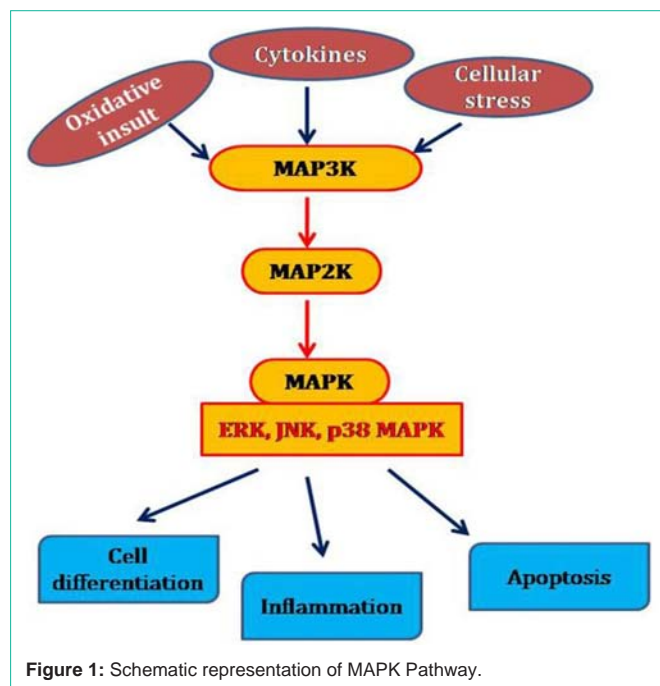 Cytokines
Oxidative
insult
Cellular
stress
MAP3K
MAP2K
MAPK
ERK, JNK, p38 MAPK
Cell
differentiation
Inflammation
Apoptosis
Figure 1: Schematic representation of MAPK Pathway.